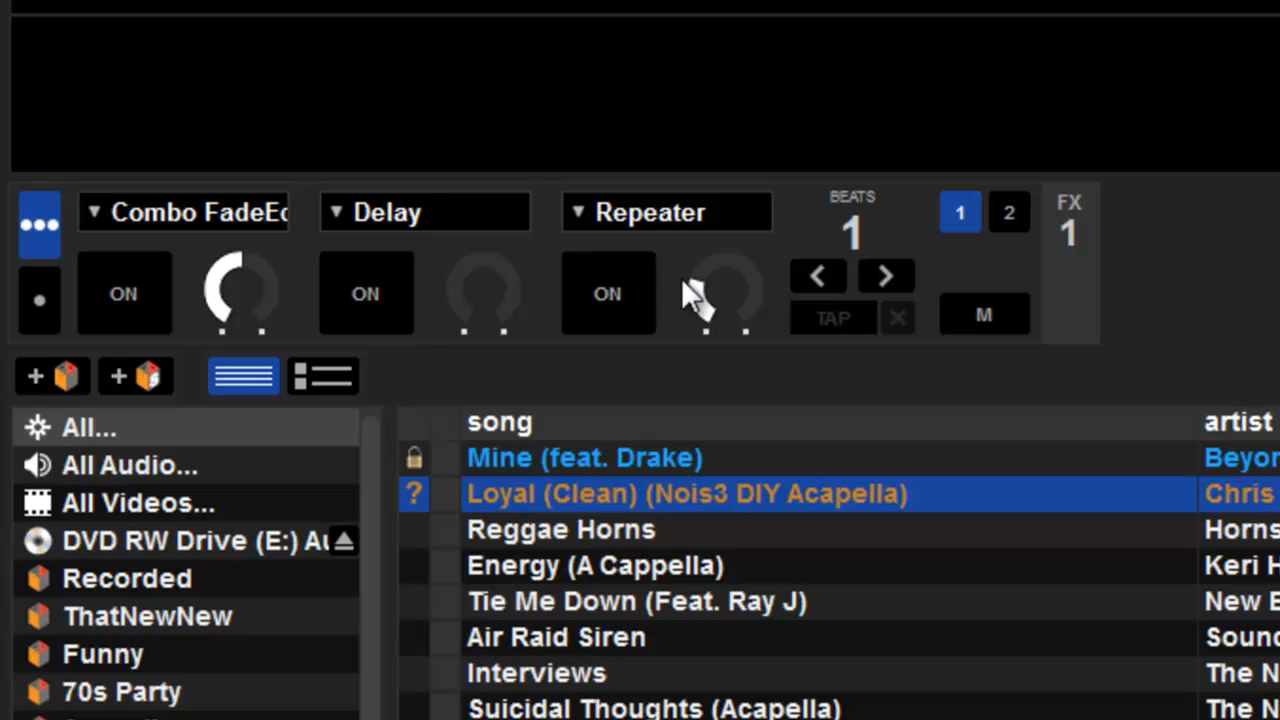 Combo FadeEc
Delay
Repeater
BEATS
1
1
2
FX
1
ON
ON
ON
TAP
M
song
artist
All...
All Audio...
All Videos...
DVD RW Drive (E:) Au
Recorded
ThatNewNew
Funny
70s Party
Mine (feat. Drake)
Beyon
? Loyal (Clean) (Nois3 DIY Acapella)
Chris
Reggae Horns
Horns
Energy (A Cappella)
Keri H
Tie Me Down (Feat. Ray J)
New B
Air Raid Siren
Sound
Interviews
The N
Suicidal Thoughts (Acapella)
The N